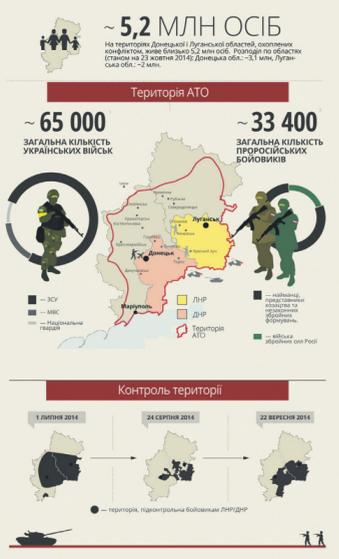 ~ 5,2 МЛН ОСІБ
На територіях Донецької і Луганської областей, охоплених
конфліктом, живе близько 5,2 млн осіб. Розподіл по областях
(станом на 23 жовтня 2014): Донецька обл.: ~3,1 млн, Луган-
ська обл.: ~2 млн.
Територія АТО
~ 65 000
ЗАГАЛЬНА КІЛЬКІСТЬ
УКРАЇНСЬКИХ ВІЙСЬК
~ 33 400
ЗАГАЛЬНА КІЛЬКІСТЬ
ПРОРОСІЙСЬКИХ
БОЙОВИКІВ
Луганськ
Донецьк
Маріуполь
— ЗСУ
— МВС
— Національна
гвардія
ЛНР
ДНР
Територія
АТО
— найманці,
представники
козацтва та
незаконних
збройних
формувань.
— війська
збройних сил Росії
Контроль території
1 ЛИПНЯ 2014
24 СЕРПНЯ 2014
22 ВЕРЕСНЯ 2014
— територія, підконтрольна бойовикам ЛНР/ДНР